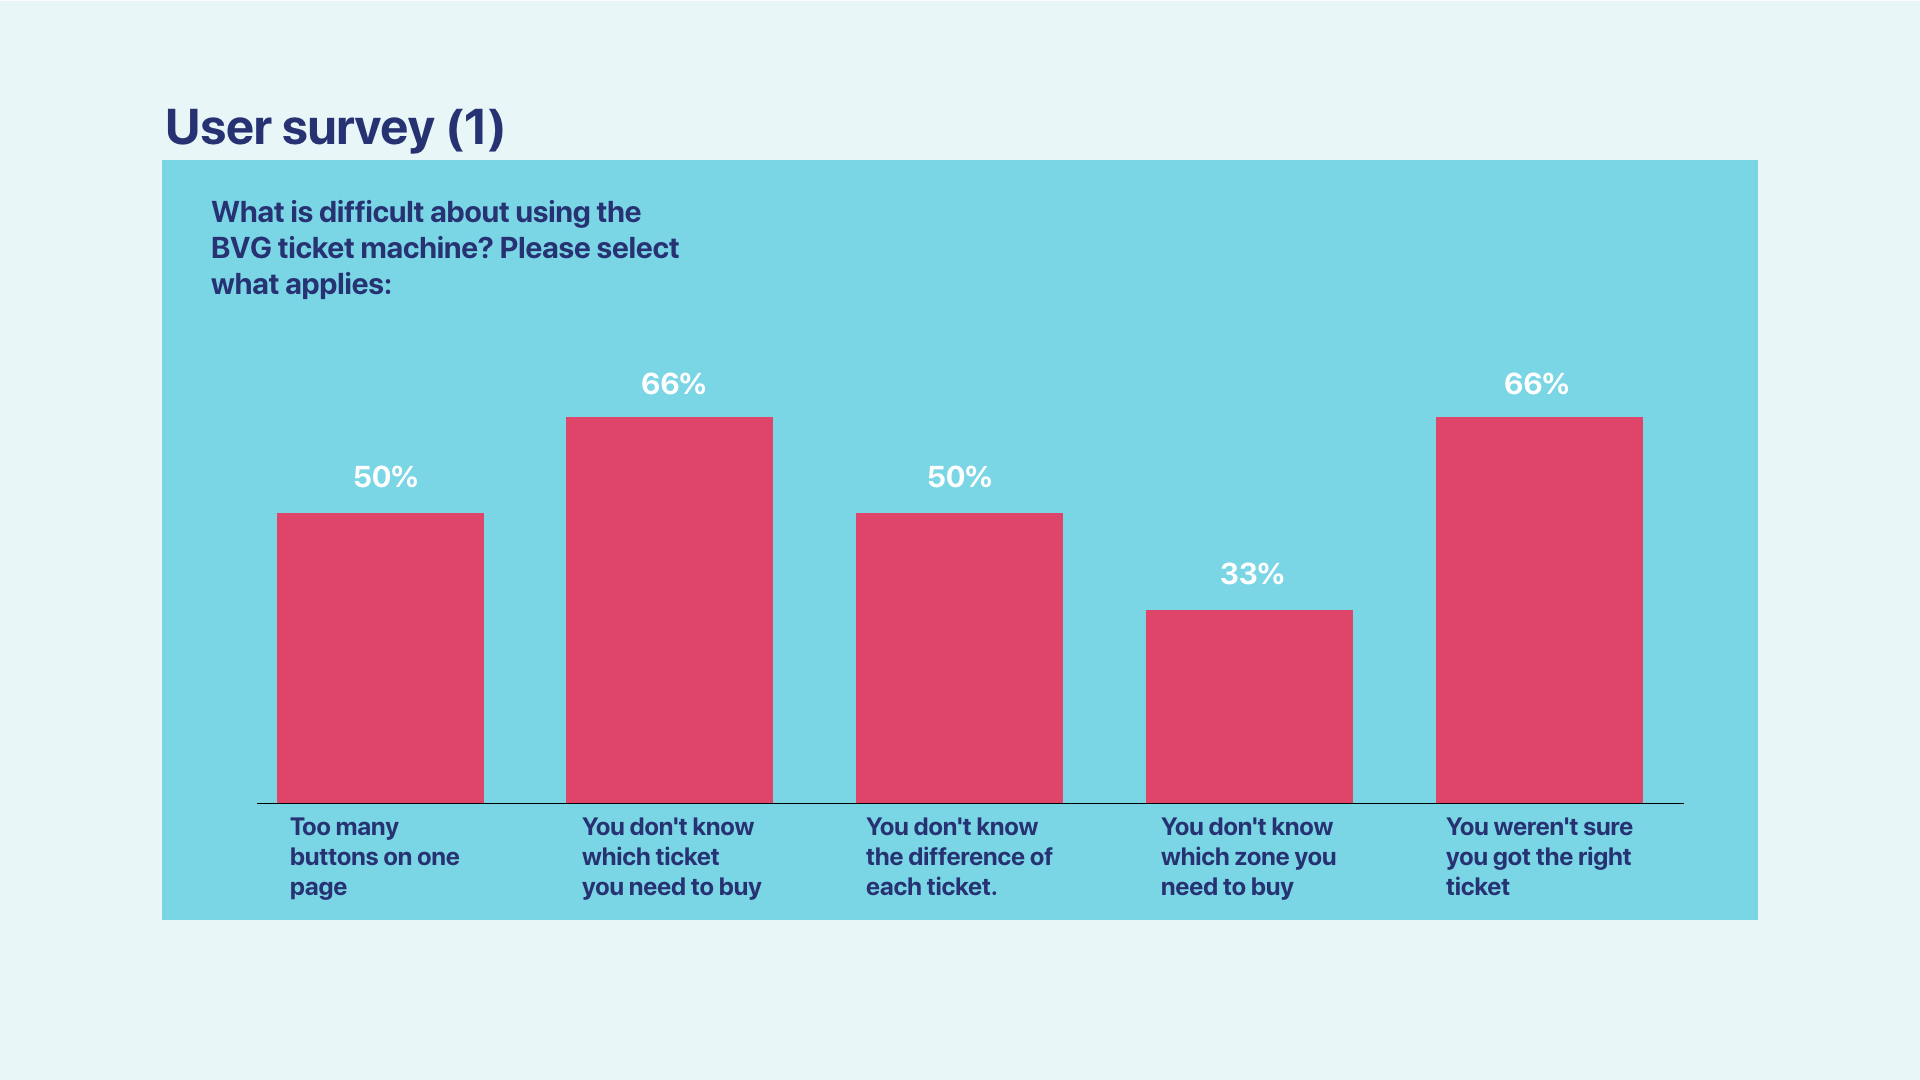 User survey (1)
What is difficult about using the
BVG ticket machine? Please select
what applies:
50%
66%
50%
33%
66%
Too many
buttons on one
page
You don't know
which ticket
you need to buy
You don't know
the difference of
each ticket.
You don't know
which zone you
need to buy
You weren't sure
you got the right
ticket